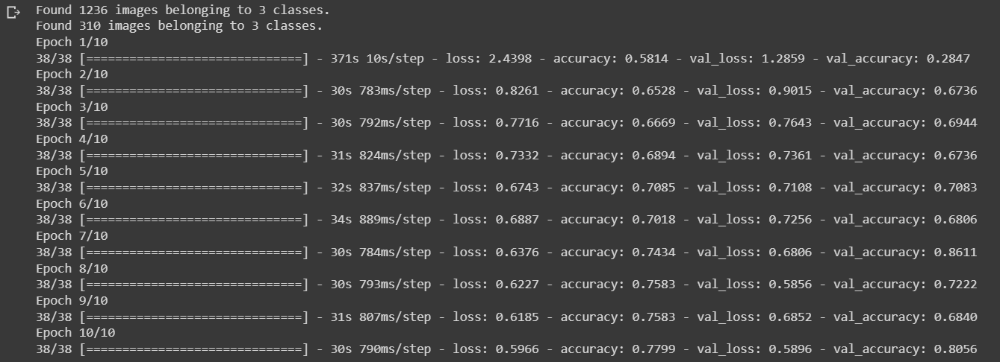 Found 1236 images belonging to 3 classes.
Found 310 images belonging to 3 classes.
Epoch 1/10
38/38 [==============================] - 371s 10s/step - loss: 2.4398 - accuracy: 0.5814 - val_loss: 1.2859 - val_accuracy: 0.2847
Epoch 2/10
38/38 [==============================] - 30s 783ms/step - loss: 0.8261 - accuracy: 0.6528 - val_loss: 0.9015 - val_accuracy: 0.6736
Epoch 3/10
38/38 [==============================] - 30s 792ms/step - loss: 0.7716 - accuracy: 0.6669 - val_loss: 0.7643 - val_accuracy: 0.6944
Epoch 4/10
38/38 [==============================] - 31s 824ms/step - loss: 0.7332 - accuracy: 0.6894 - val_loss: 0.7361 - val_accuracy: 0.6736
Epoch 5/10
38/38 [==============================] - 32s 837ms/step - loss: 0.6743 - accuracy: 0.7085 - val_loss: 0.7108 - val_accuracy: 0.7083
Epoch 6/10
38/38 [==============================] - 34s 889ms/step - loss: 0.6887 - accuracy: 0.7018 - val_loss: 0.7256 - val_accuracy: 0.6806
Epoch 7/10
38/38 [==============================] - 30s 784ms/step - loss: 0.6376 - accuracy: 0.7434 - val_loss: 0.6806 - val_accuracy: 0.8611
Epoch 8/10
38/38 [==============================] - 30s 793ms/step - loss: 0.6227 - accuracy: 0.7583 - val_loss: 0.5856 - val_accuracy: 0.7222
Epoch 9/10
38/38 [==============================] - 31s 807ms/step - loss: 0.6185 - accuracy: 0.7583 - val_loss: 0.6852 - val_accuracy: 0.6840
Epoch 10/10
38/38 [==============================] - 30s 790ms/step - loss: 0.5966 - accuracy: 0.7799 - val_loss: 0.5896 - val_accuracy: 0.8056